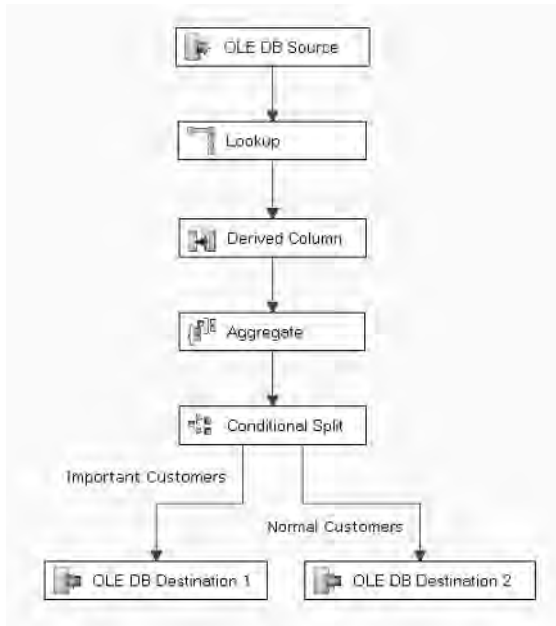 OLE DB Source
Lookup
Derived Column
Aggregate
Conditional Split
Important Customers
Normal Customers
OLE DB Destination 1
OLE DB Destination 2